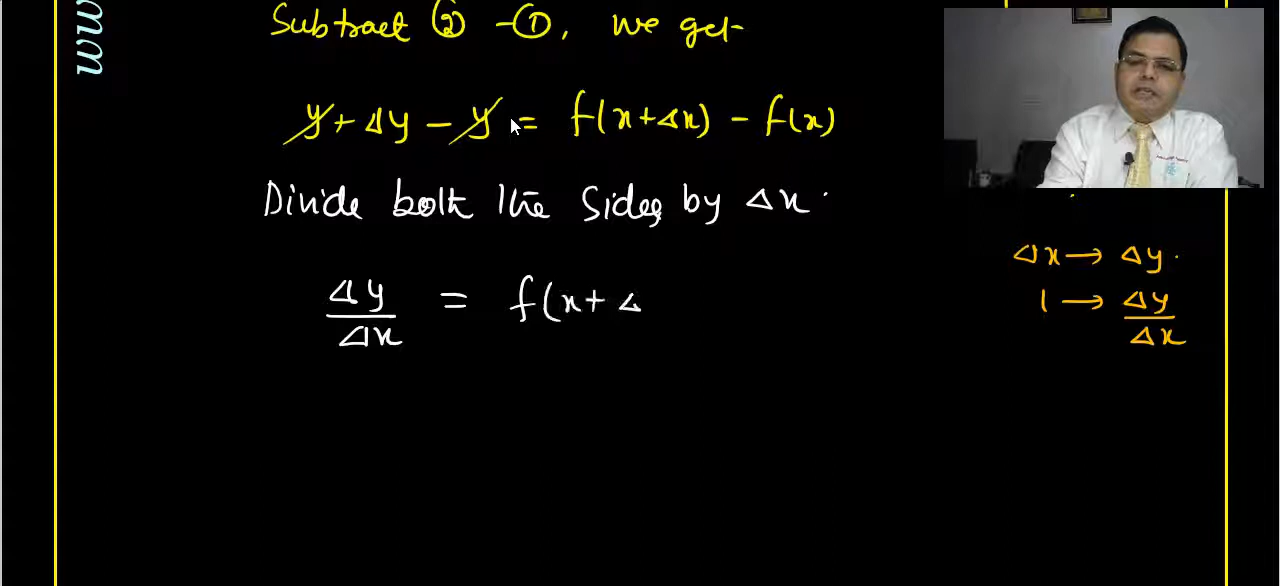 www
Subtract ② - ①, we get
y + Δy - y = f(x+Δx) - f(x)
Divide both the sides by Δx.
Δy/Δx = f(x + Δ
Δx → Δy.
1 → Δy/Δx